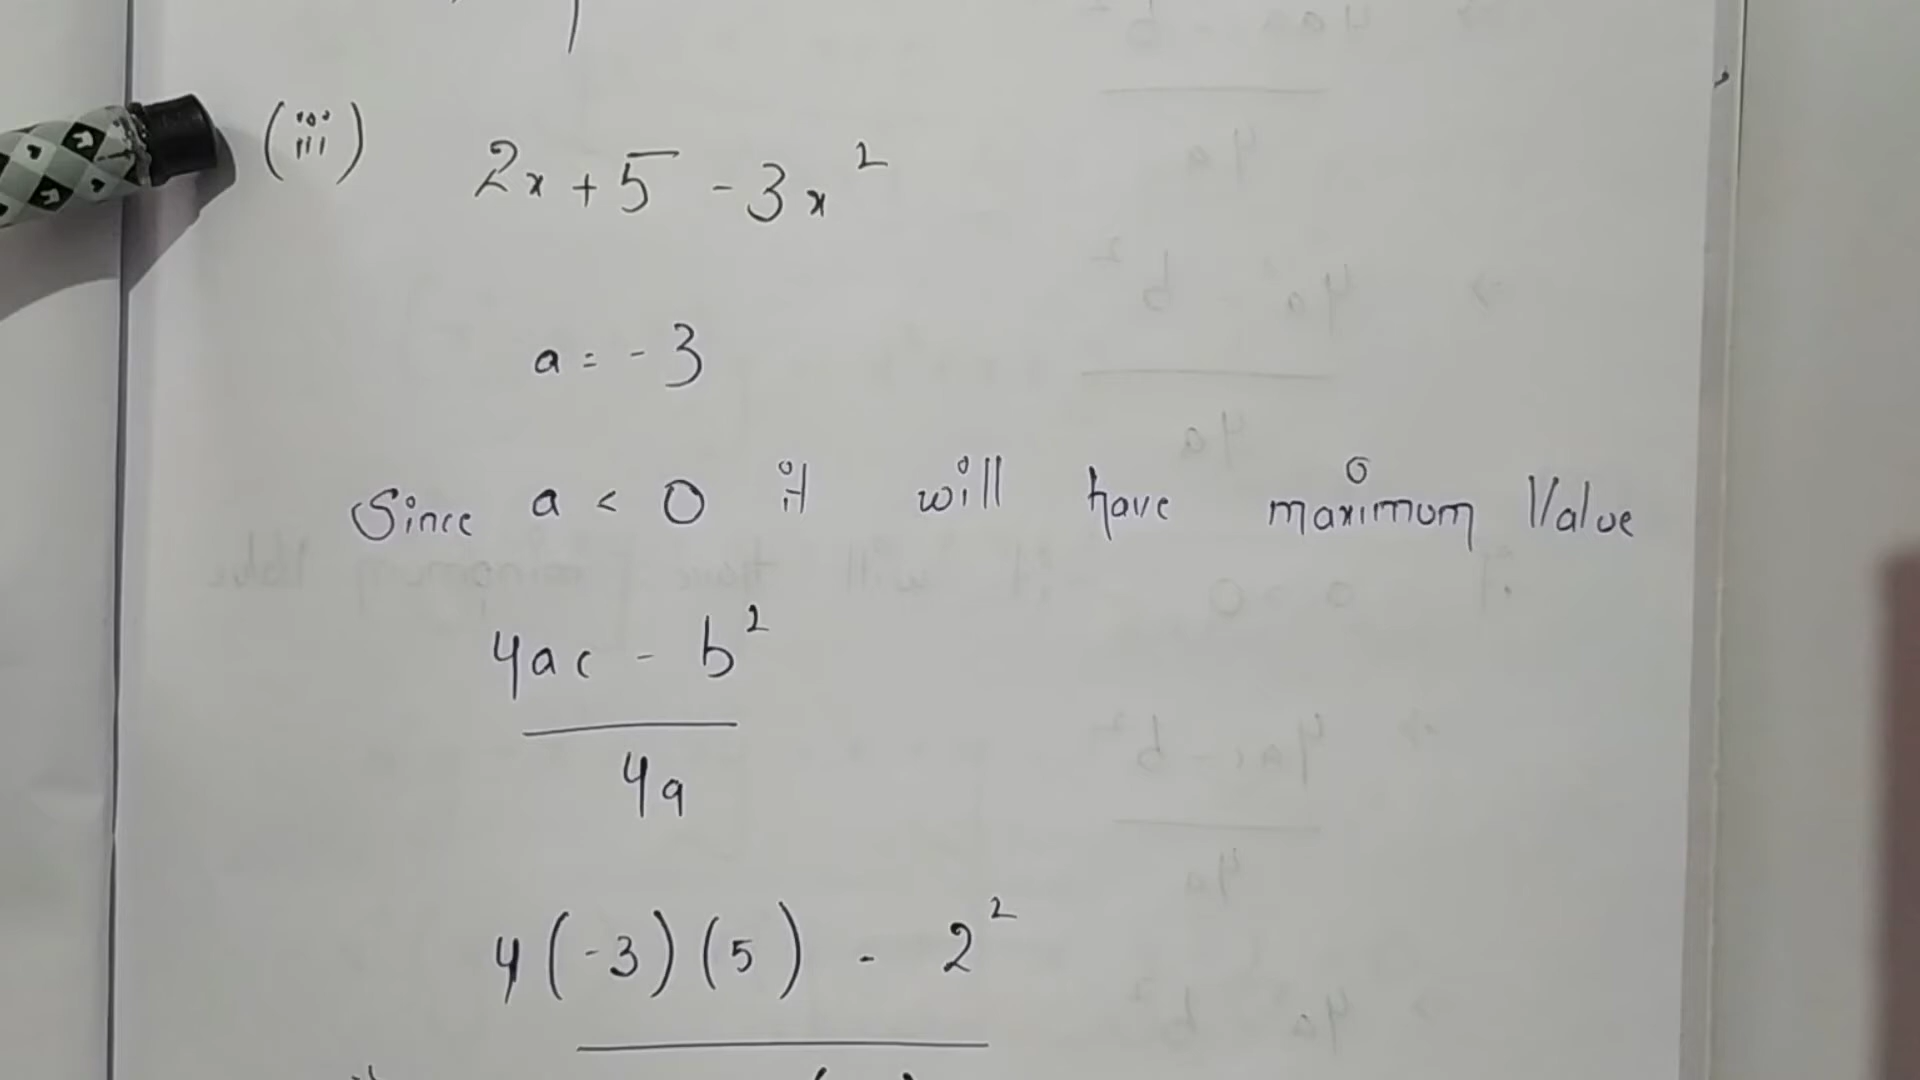 (iii) 2x + 5 - 3x²
a = -3
Since a < 0 it will have maximum Value
4ac - b²
4a
4(-3)(5) - 2²